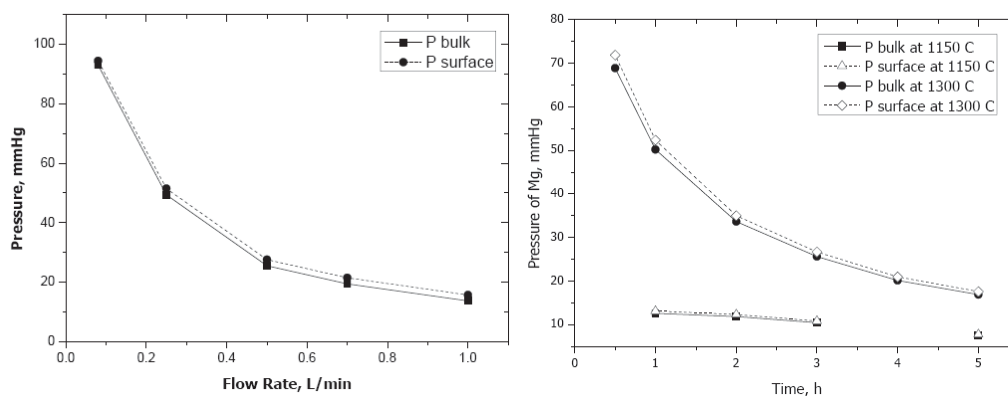 100
80
60
40
20
0
Pressure, mmHg
0.0 0.2 0.4 0.6 0.8 1.0
Flow Rate, L/min
P bulk
P surface
80
70
60
50
40
30
20
10
Pressure of Mg, mmHg
1 2 3 4 5
Time, h
P bulk at 1150 C
P surface at 1150 C
P bulk at 1300 C
P surface at 1300 C